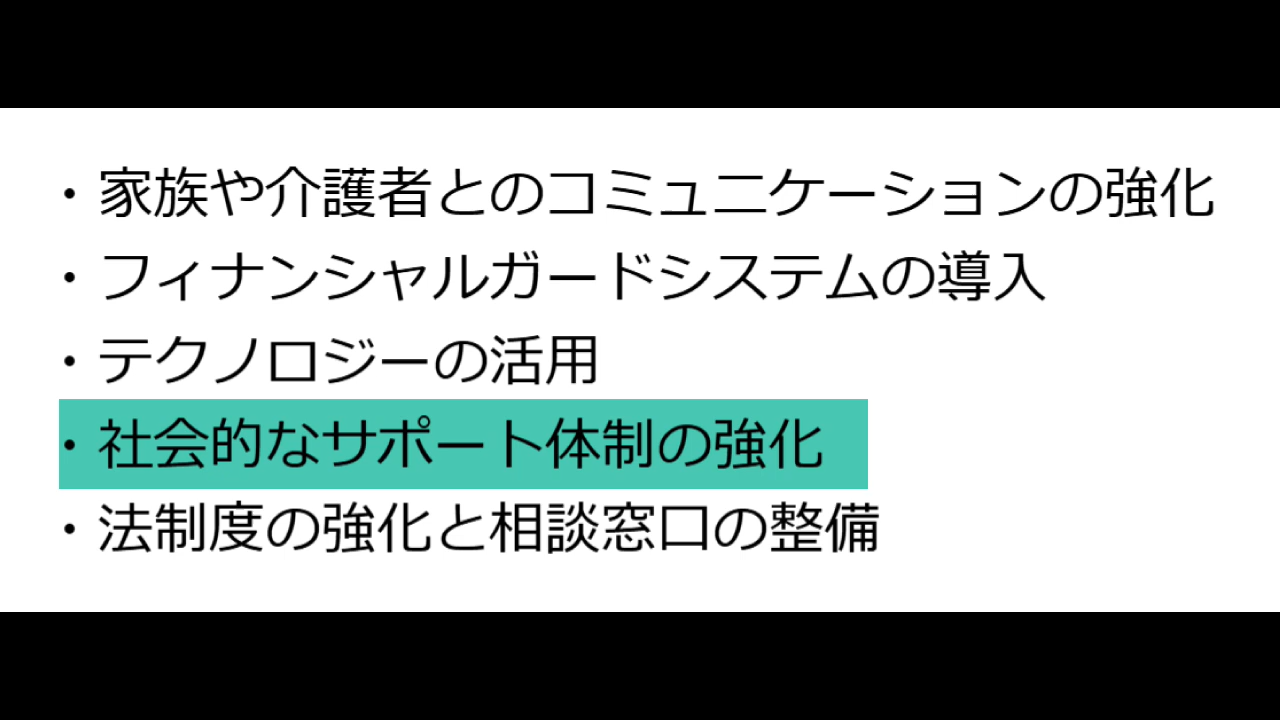 ・家族や介護者とのコミュニケーションの強化
・フィナンシャルガードシステムの導入
・テクノロジーの活用
・社会的なサポート体制の強化
・法制度の強化と相談窓口の整備